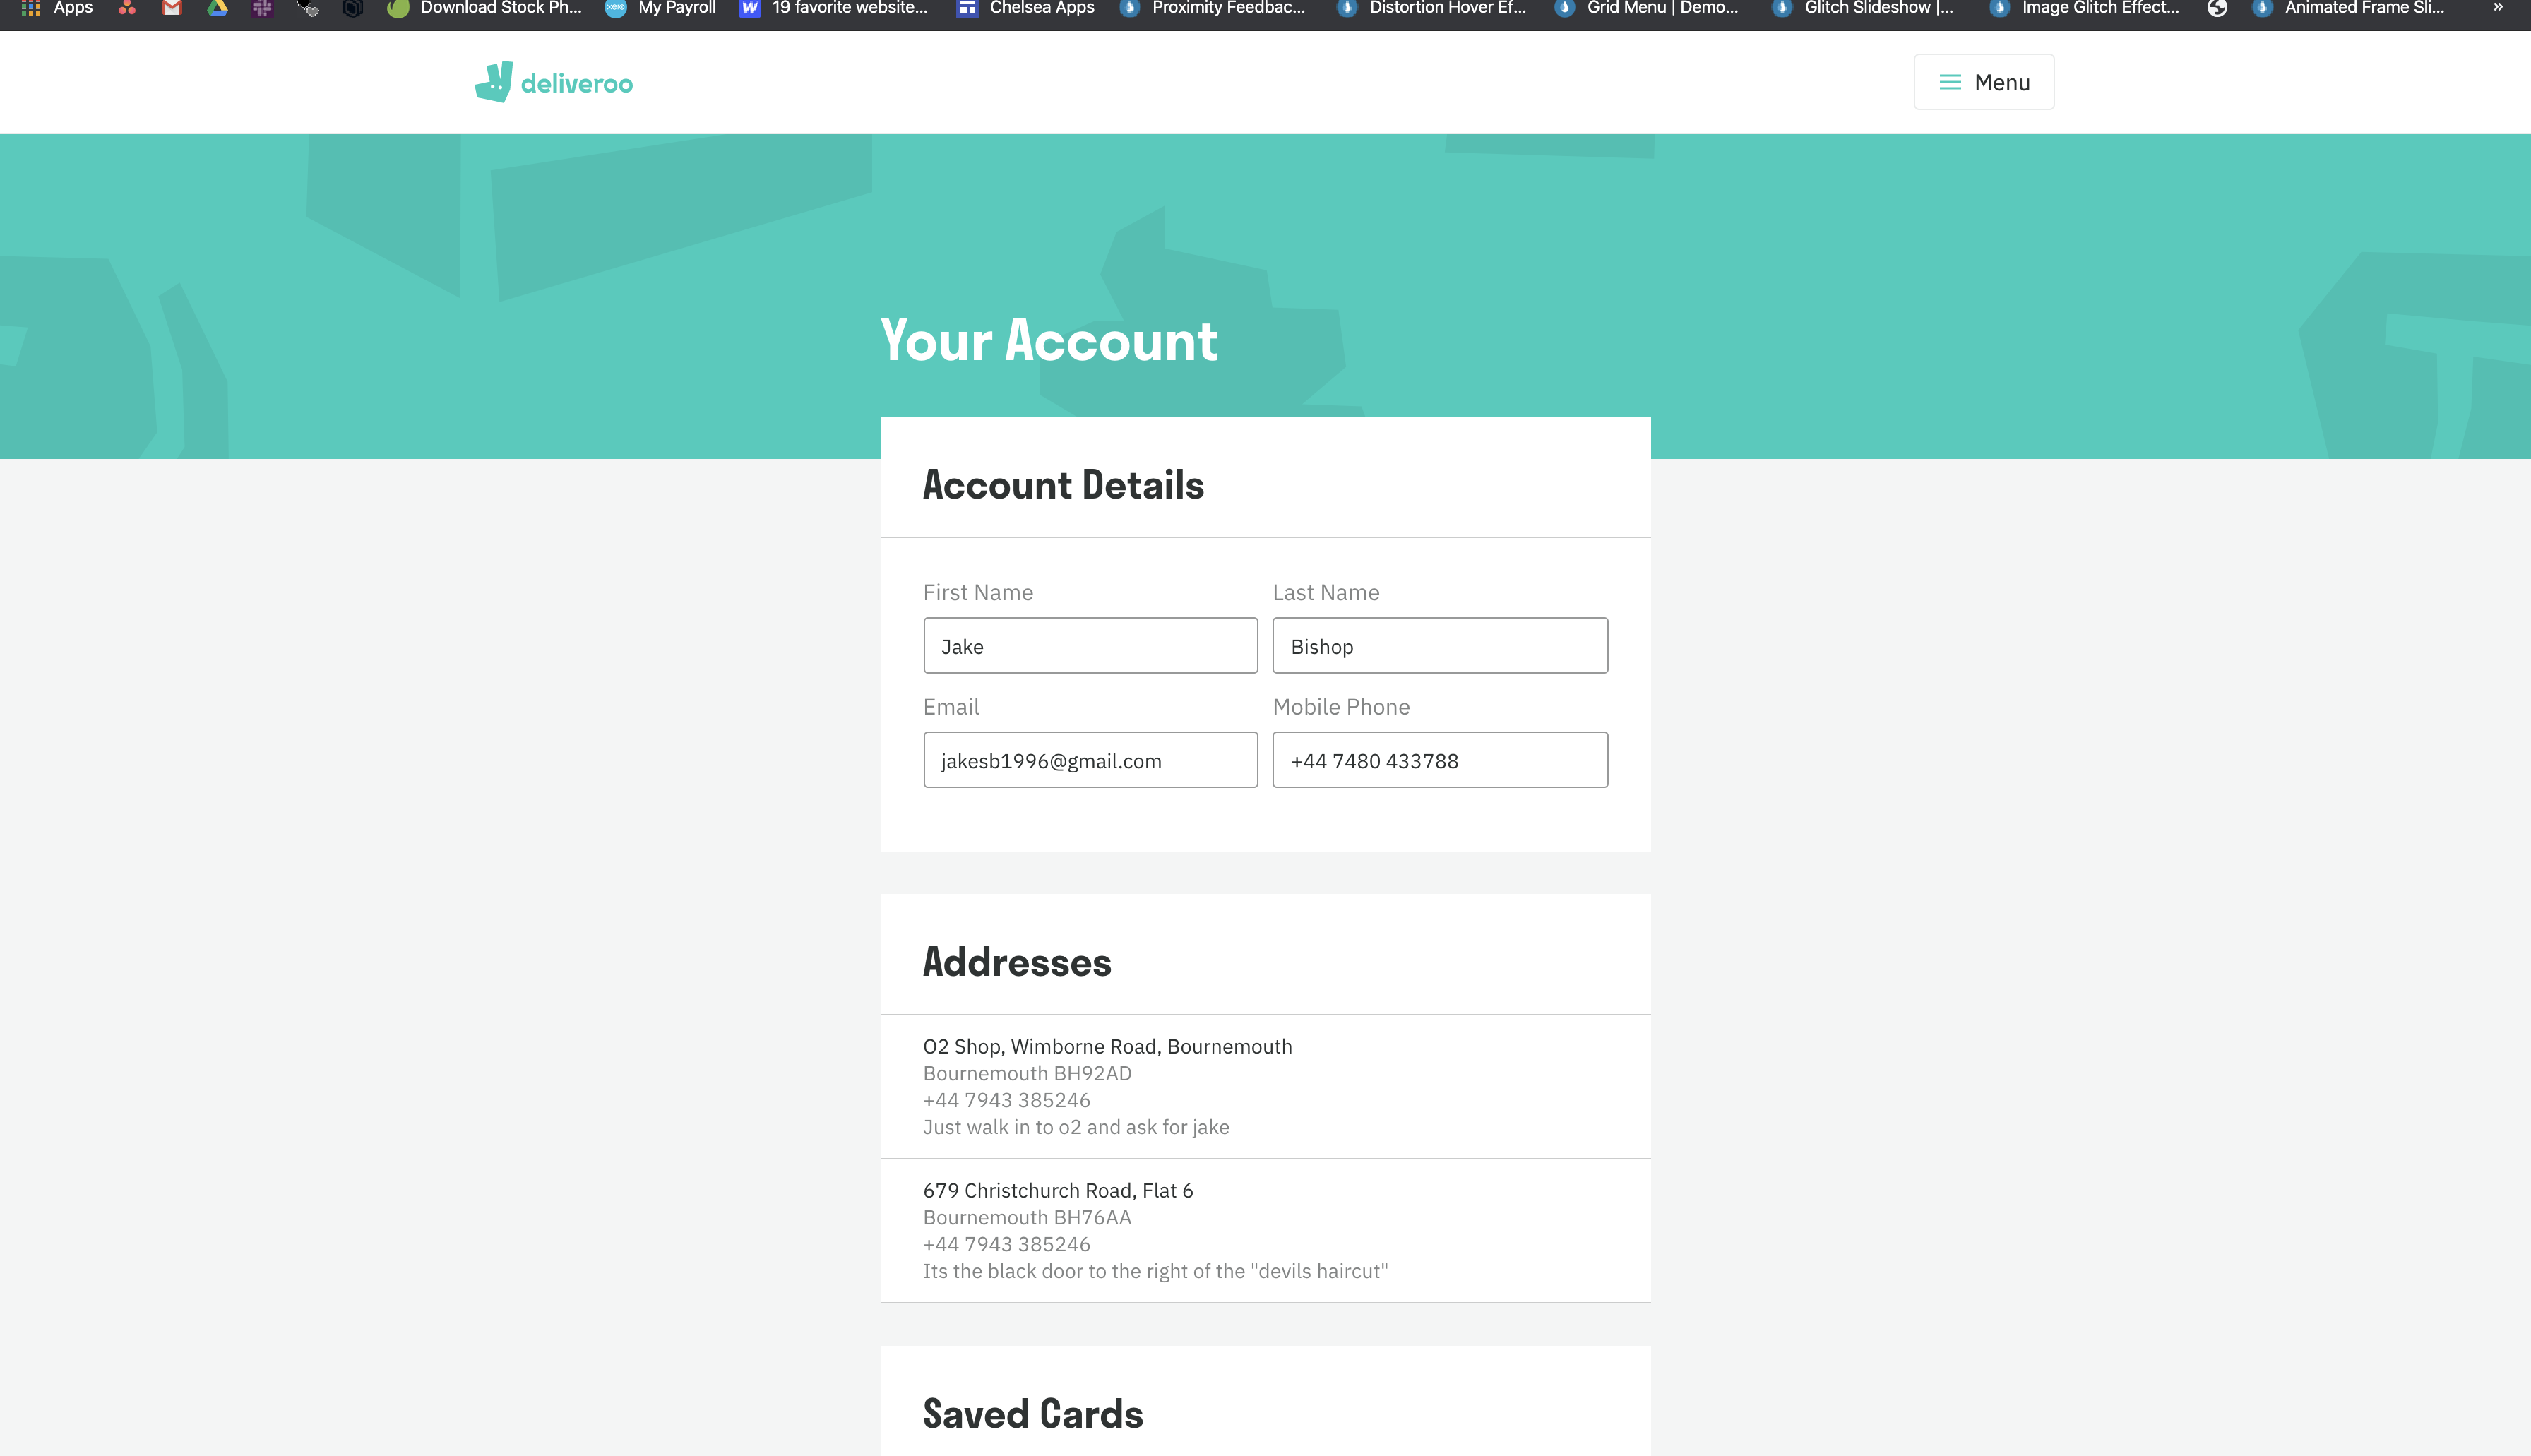 Apps Download Stock Ph... My Payroll 19 favorite website... Chelsea Apps Proximity Feedbac... Distortion Hover Ef... Grid Menu | Demo... Glitch Slideshow |... Image Glitch Effect... Animated Frame Sli... »
deliveroo Menu
Your Account
Account Details
First Name Last Name
Jake Bishop
Email Mobile Phone
jakesb1996@gmail.com +44 7480 433788
Addresses
O2 Shop, Wimborne Road, Bournemouth
Bournemouth BH92AD
+44 7943 385246
Just walk in to o2 and ask for jake
679 Christchurch Road, Flat 6
Bournemouth BH76AA
+44 7943 385246
Its the black door to the right of the "devils haircut"
Saved Cards